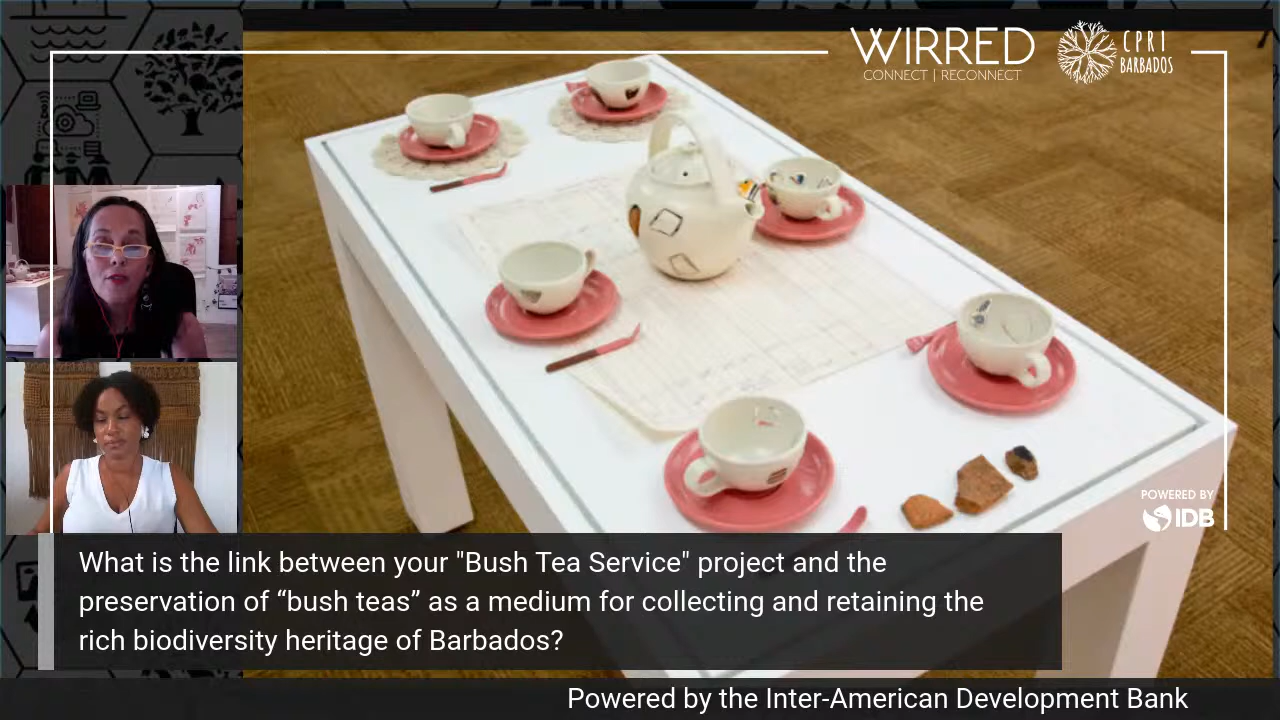 WIRRED
CONNECT | RECONNECT
CPRI
BARBADOS
POWERED BY
IDB
What is the link between your "Bush Tea Service" project and the
preservation of “bush teas” as a medium for collecting and retaining the
rich biodiversity heritage of Barbados?
Powered by the Inter-American Development Bank